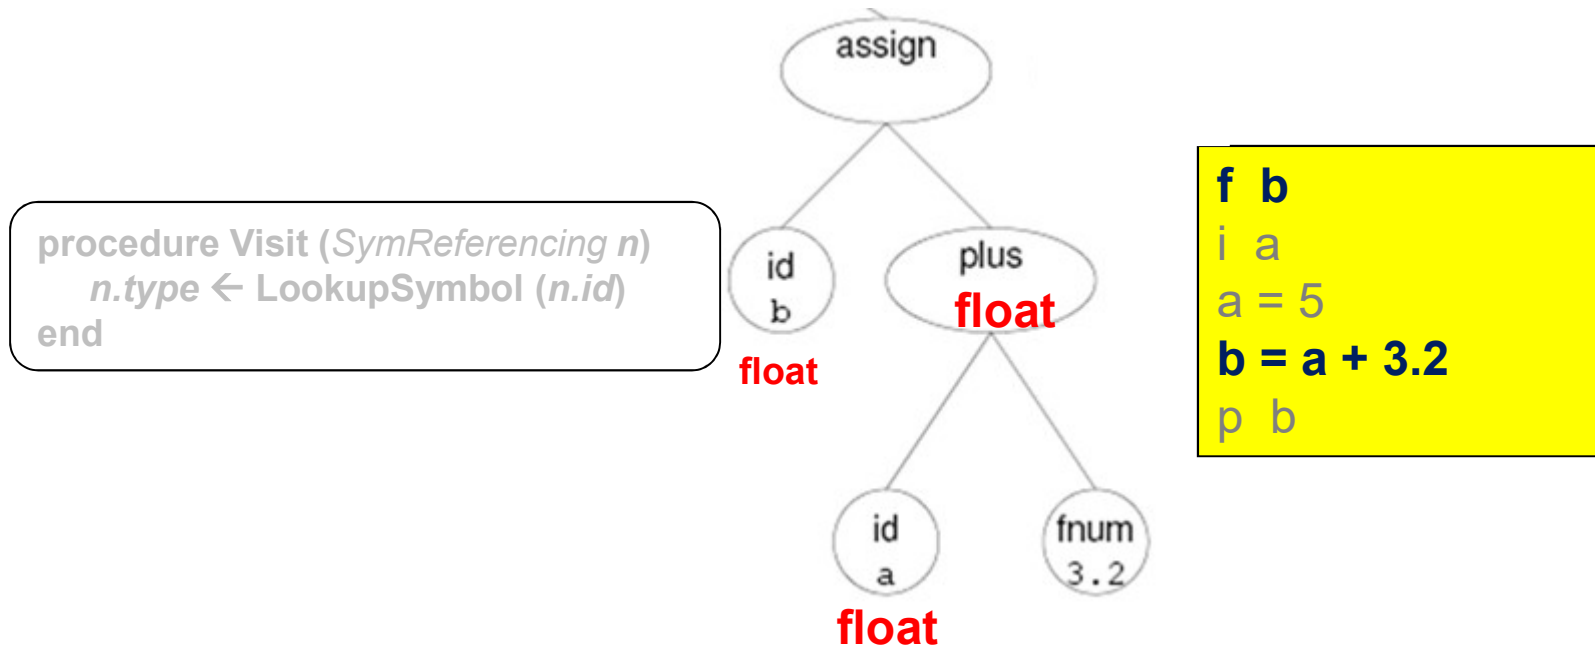 assign
procedure Visit (SymReferencing n)
n.type ← LookupSymbol (n.id)
end
id
b
float
plus
float
id
a
float
fnum
3.2
f b
i a
a = 5
b = a + 3.2
p b